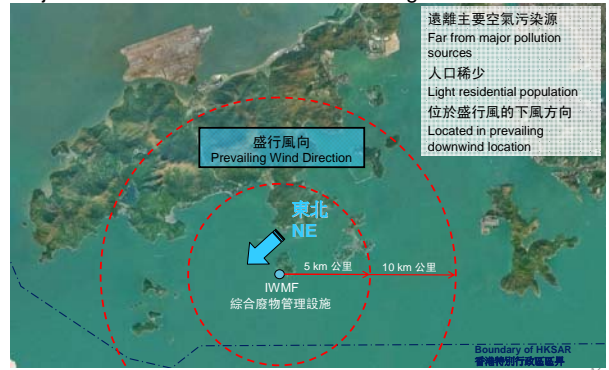 遠離主要空氣污染源
Far from major pollution
sources
人口稀少
Light residential population
位於盛行風的下風方向
Located in prevailing
downwind location
盛行風向
Prevailing Wind Direction
東北
NE
5 km 公里
10 km 公里
IWMF
綜合廢物管理設施
Boundary of HKSAR
香港特別行政區區界